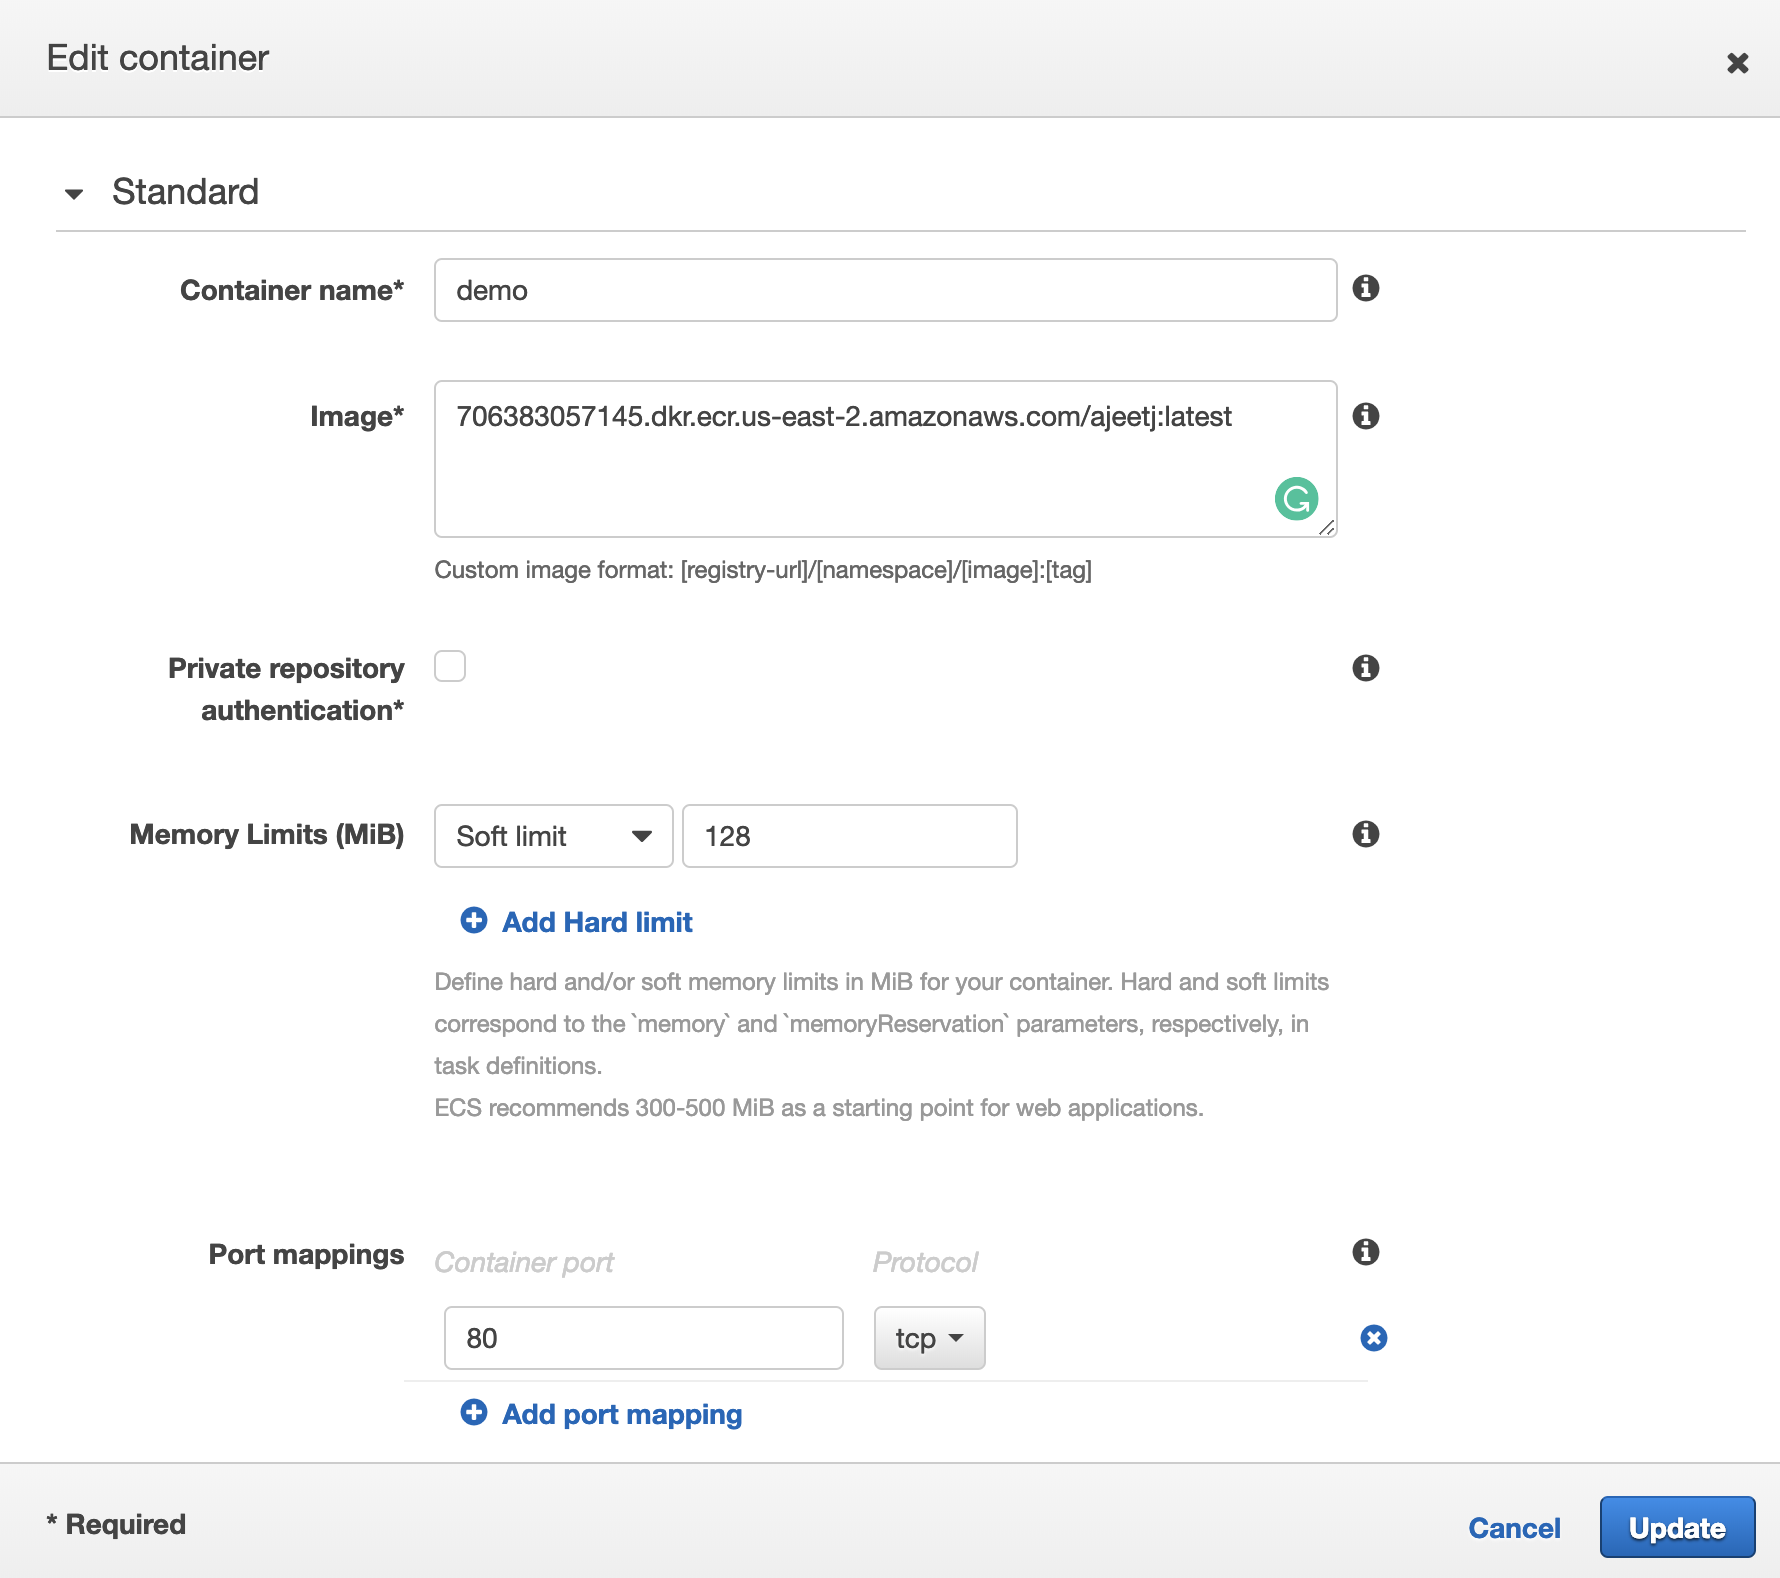 Edit container
Standard
Container name* demo
Image* 706383057145.dkr.ecr.us-east-2.amazonaws.com/ajeetj:latest
Custom image format: [registry-url]/[namespace]/[image]:[tag]
Private repository
authentication*
Memory Limits (MiB) Soft limit 128
Add Hard limit
Define hard and/or soft memory limits in MiB for your container. Hard and soft limits
correspond to the `memory` and `memoryReservation` parameters, respectively, in
task definitions.
ECS recommends 300-500 MiB as a starting point for web applications.
Port mappings Container port Protocol
80 tcp
Add port mapping
* Required Cancel Update